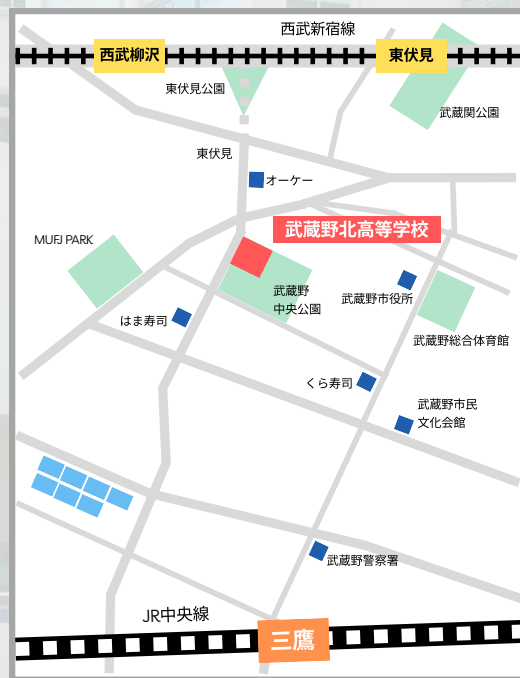 西武新宿線
西武柳沢
東伏見
東伏見公園
武蔵関公園
東伏見
オーケー
武蔵野北高等学校
MUFJ PARK
武蔵野
中央公園
武蔵野市役所
はま寿司
武蔵野総合体育館
くら寿司
武蔵野市民
文化会館
武蔵野警察署
JR中央線
三鷹